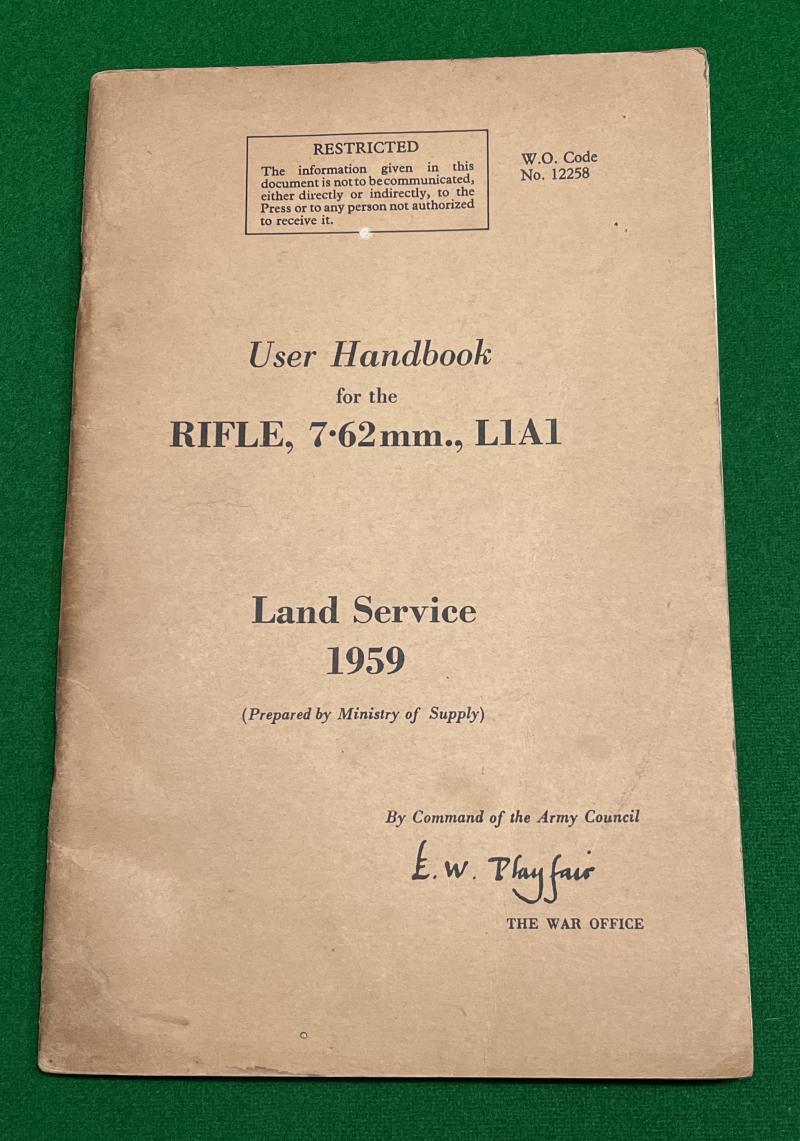 RESTRICTED
The information given in this
document is not to be communicated,
either directly or indirectly, to the
Press or to any person not authorized
to receive it.
W.O. Code
No. 12258
User Handbook
for the
RIFLE, 7·62mm., L1A1
Land Service
1959
(Prepared by Ministry of Supply)
By Command of the Army Council
E. W. Playfair
THE WAR OFFICE